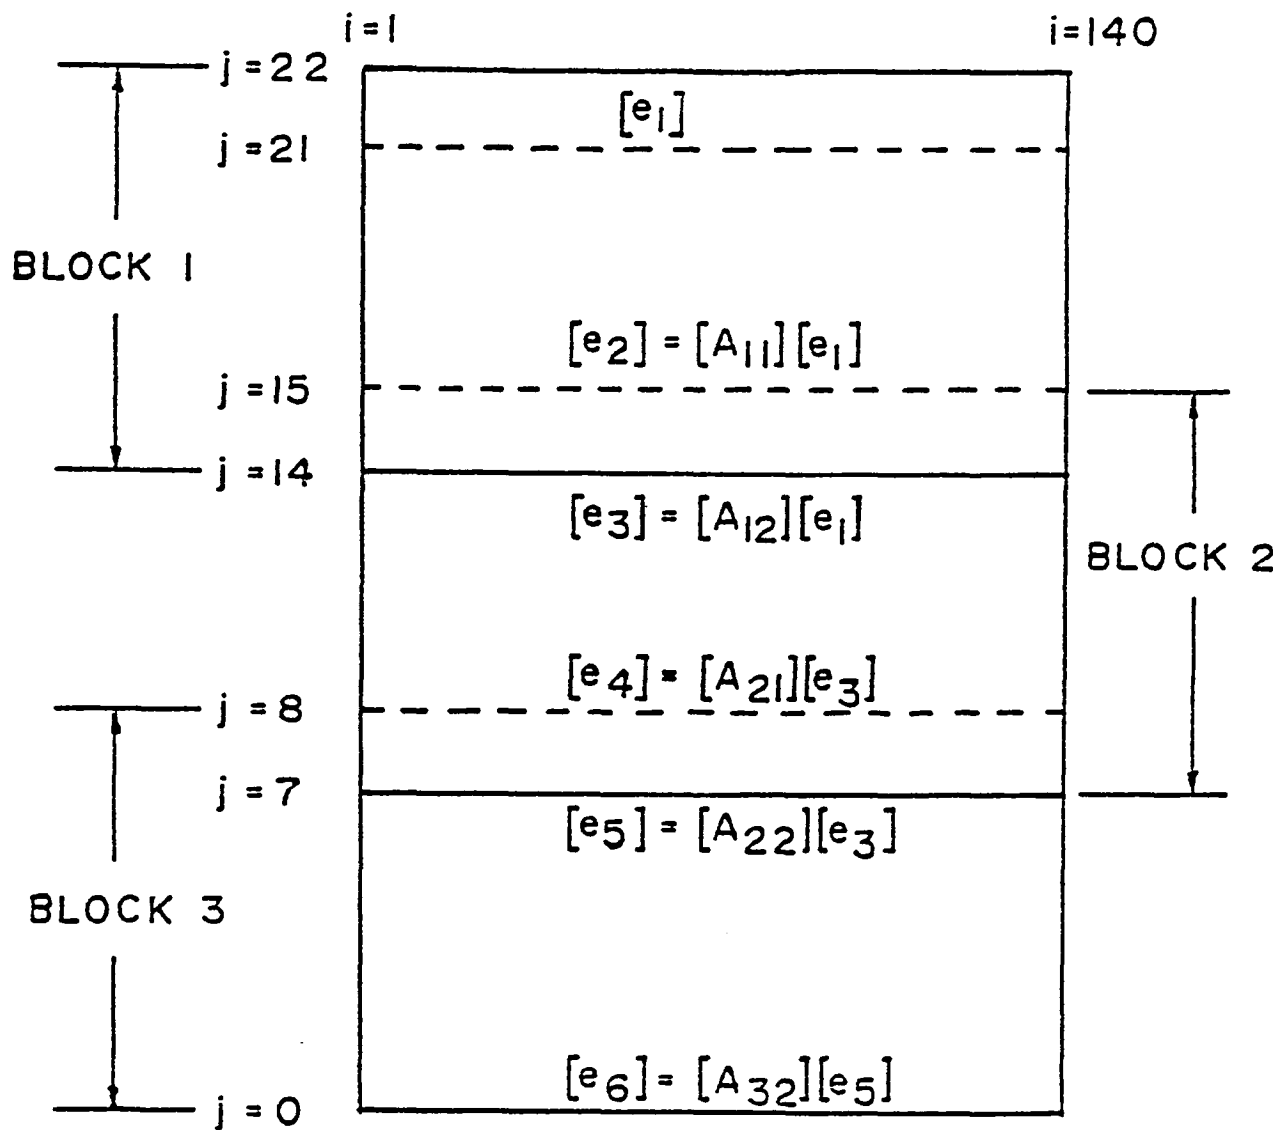 i=1
i=140
j=22
[e1]
j=21
BLOCK 1
[e2] = [A11][e1]
j=15
j=14
[e3] = [A12][e1]
BLOCK 2
[e4] = [A21][e3]
j=8
j=7
[e5] = [A22][e3]
BLOCK 3
[e6] = [A32][e5]
j=0